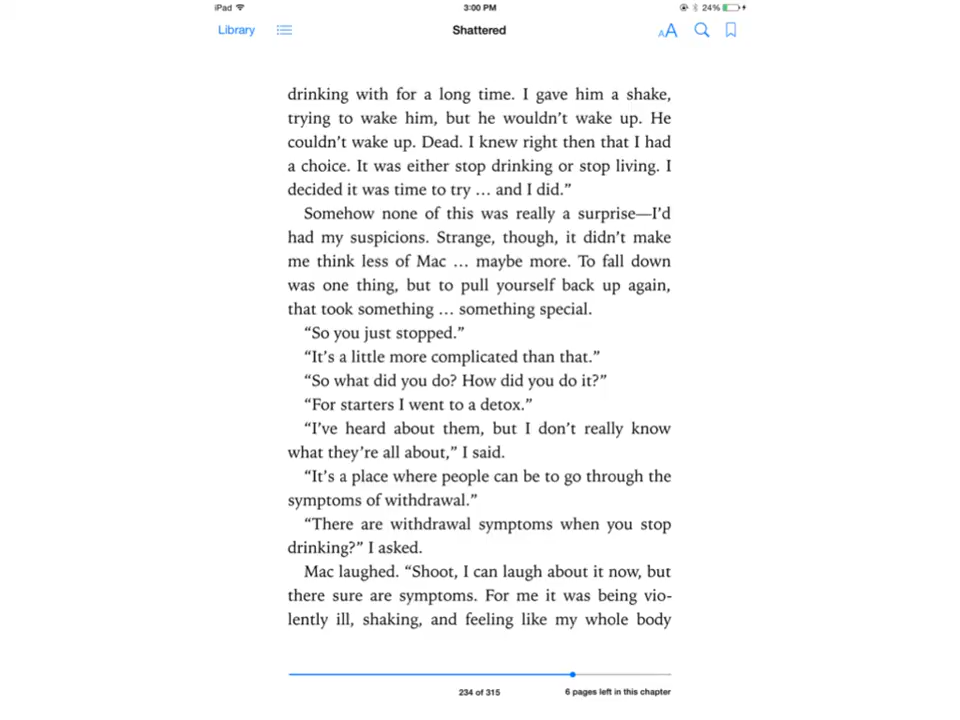 iPad 3:00 PM 24%
Library Shattered AA
drinking with for a long time. I gave him a shake,
trying to wake him, but he wouldn’t wake up. He
couldn’t wake up. Dead. I knew right then that I had
a choice. It was either stop drinking or stop living. I
decided it was time to try … and I did.”
Somehow none of this was really a surprise—I’d
had my suspicions. Strange, though, it didn’t make
me think less of Mac … maybe more. To fall down
was one thing, but to pull yourself back up again,
that took something … something special.
“So you just stopped.”
“It’s a little more complicated than that.”
“So what did you do? How did you do it?”
“For starters I went to a detox.”
“I’ve heard about them, but I don’t really know
what they’re all about,” I said.
“It’s a place where people can be to go through the
symptoms of withdrawal.”
“There are withdrawal symptoms when you stop
drinking?” I asked.
Mac laughed. “Shoot, I can laugh about it now, but
there sure are symptoms. For me it was being vio-
lently ill, shaking, and feeling like my whole body
234 of 315 6 pages left in this chapter